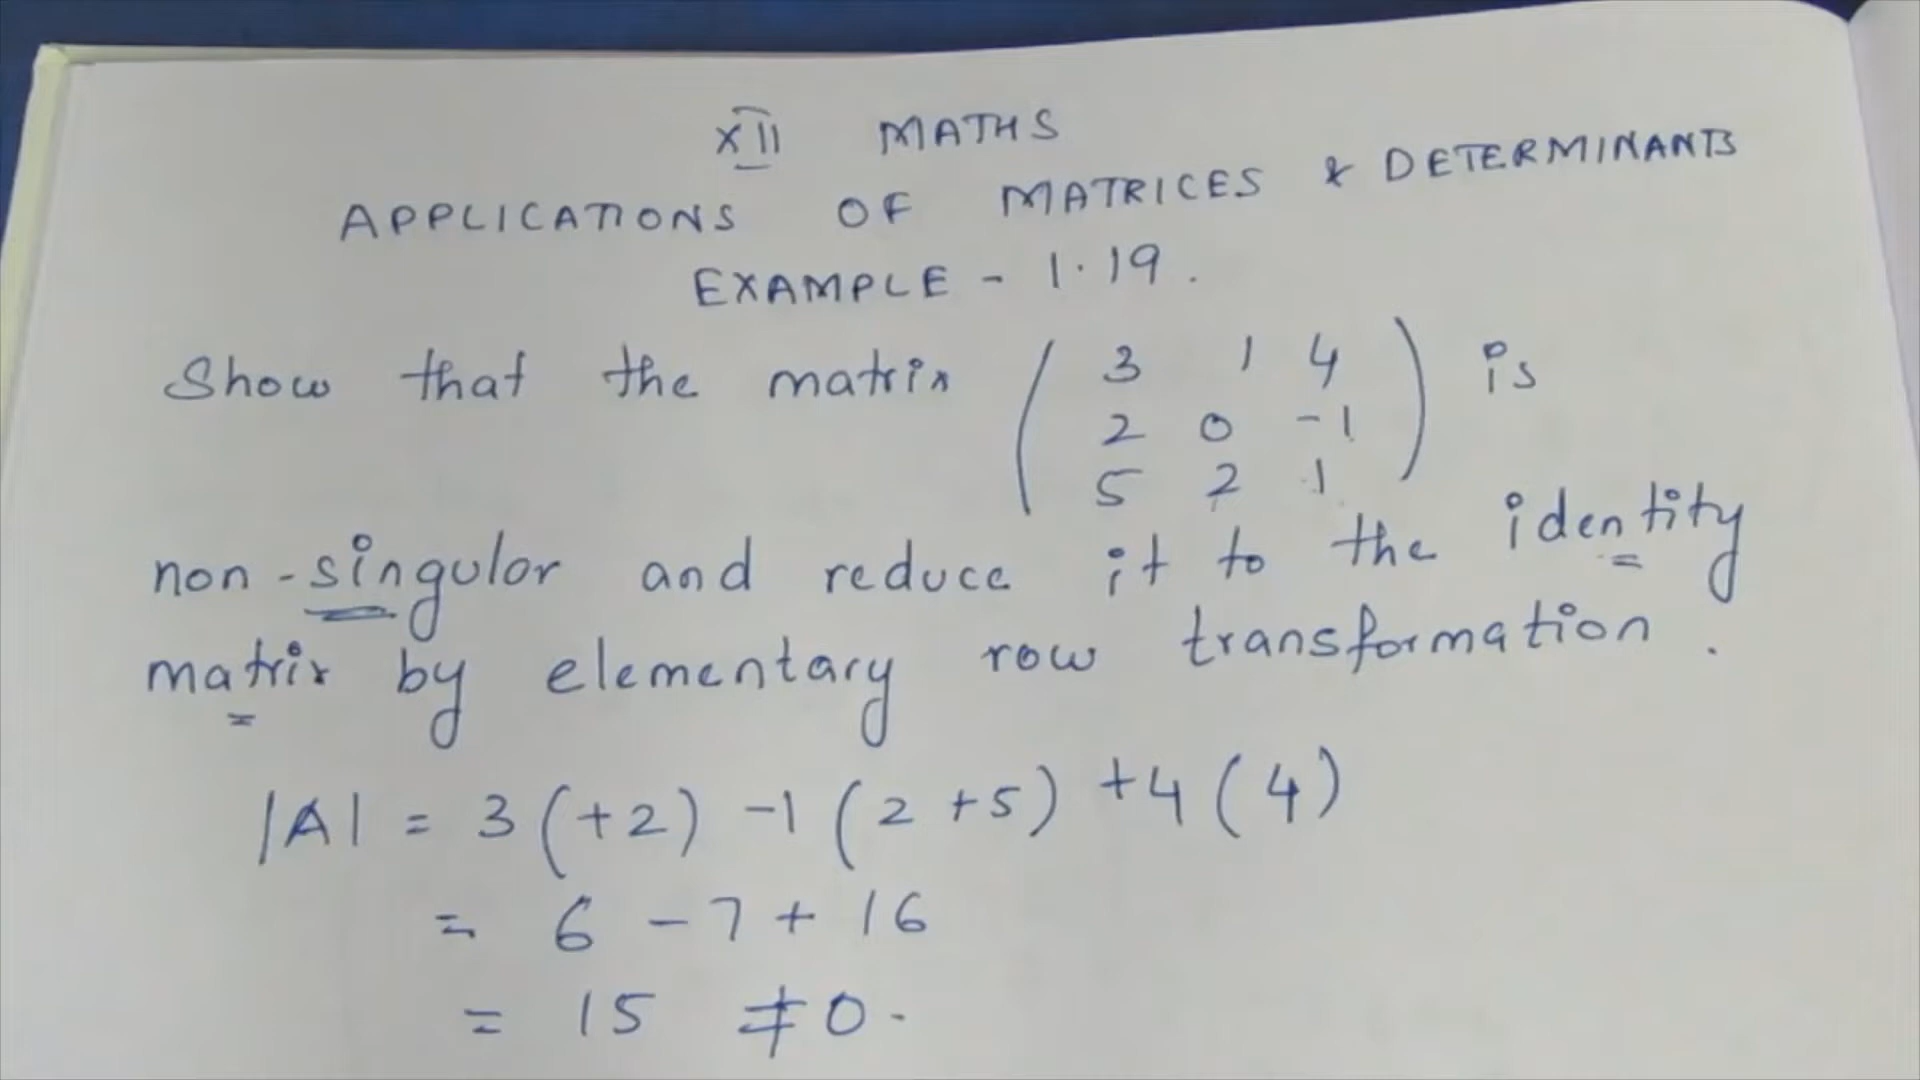 XII MATHS
APPLICATIONS OF MATRICES & DETERMINANTS
EXAMPLE - 1.19.
Show that the matrix ( 3 1 4 ) is
2 0 -1
5 2 1
non-singular and reduce it to the identity
matrix by elementary row transformation.
|A| = 3(+2) -1(2+5) +4(4)
= 6 - 7 + 16
= 15 ≠ 0.